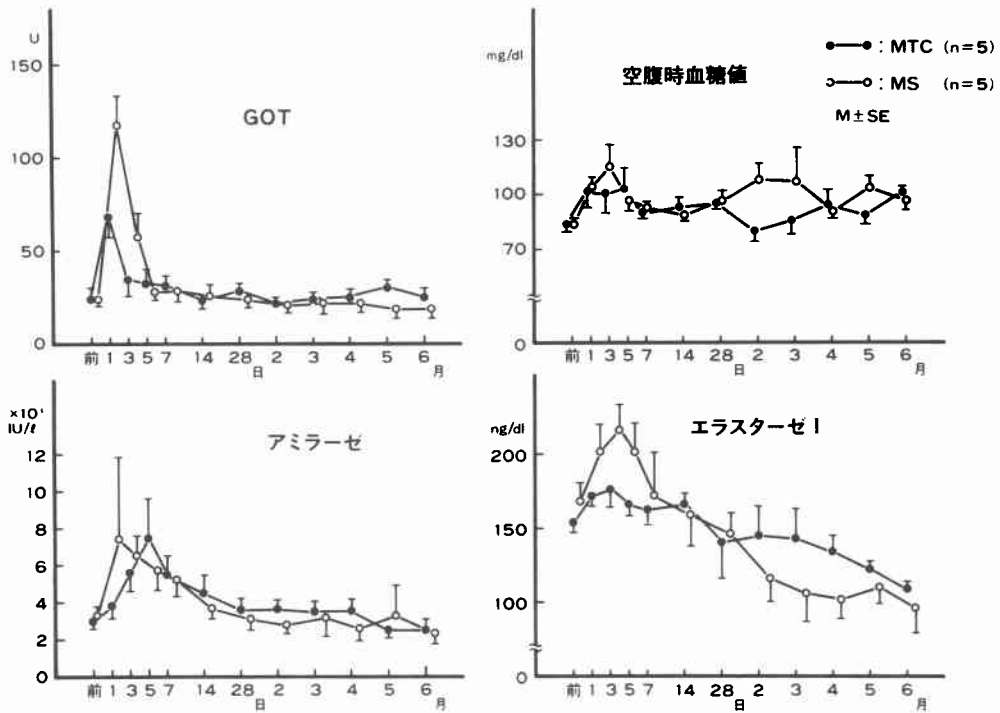 U
150
100
50
0
GOT
前 1 3 5 7 14 28 2 3 4 5 6
日 月
mg/dl
130
100
70
0
空腹時血糖値
●—● : MTC (n=5)
○—○ : MS (n=5)
M±SE
前 1 3 5 7 14 28 2 3 4 5 6
日 月
×10¹
IU/ℓ
12
10
8
6
4
2
0
アミラーゼ
前 1 3 5 7 14 28 2 3 4 5 6
日 月
ng/dl
200
150
100
0
エラスターゼ I
前 1 3 5 7 14 28 2 3 4 5 6
日 月